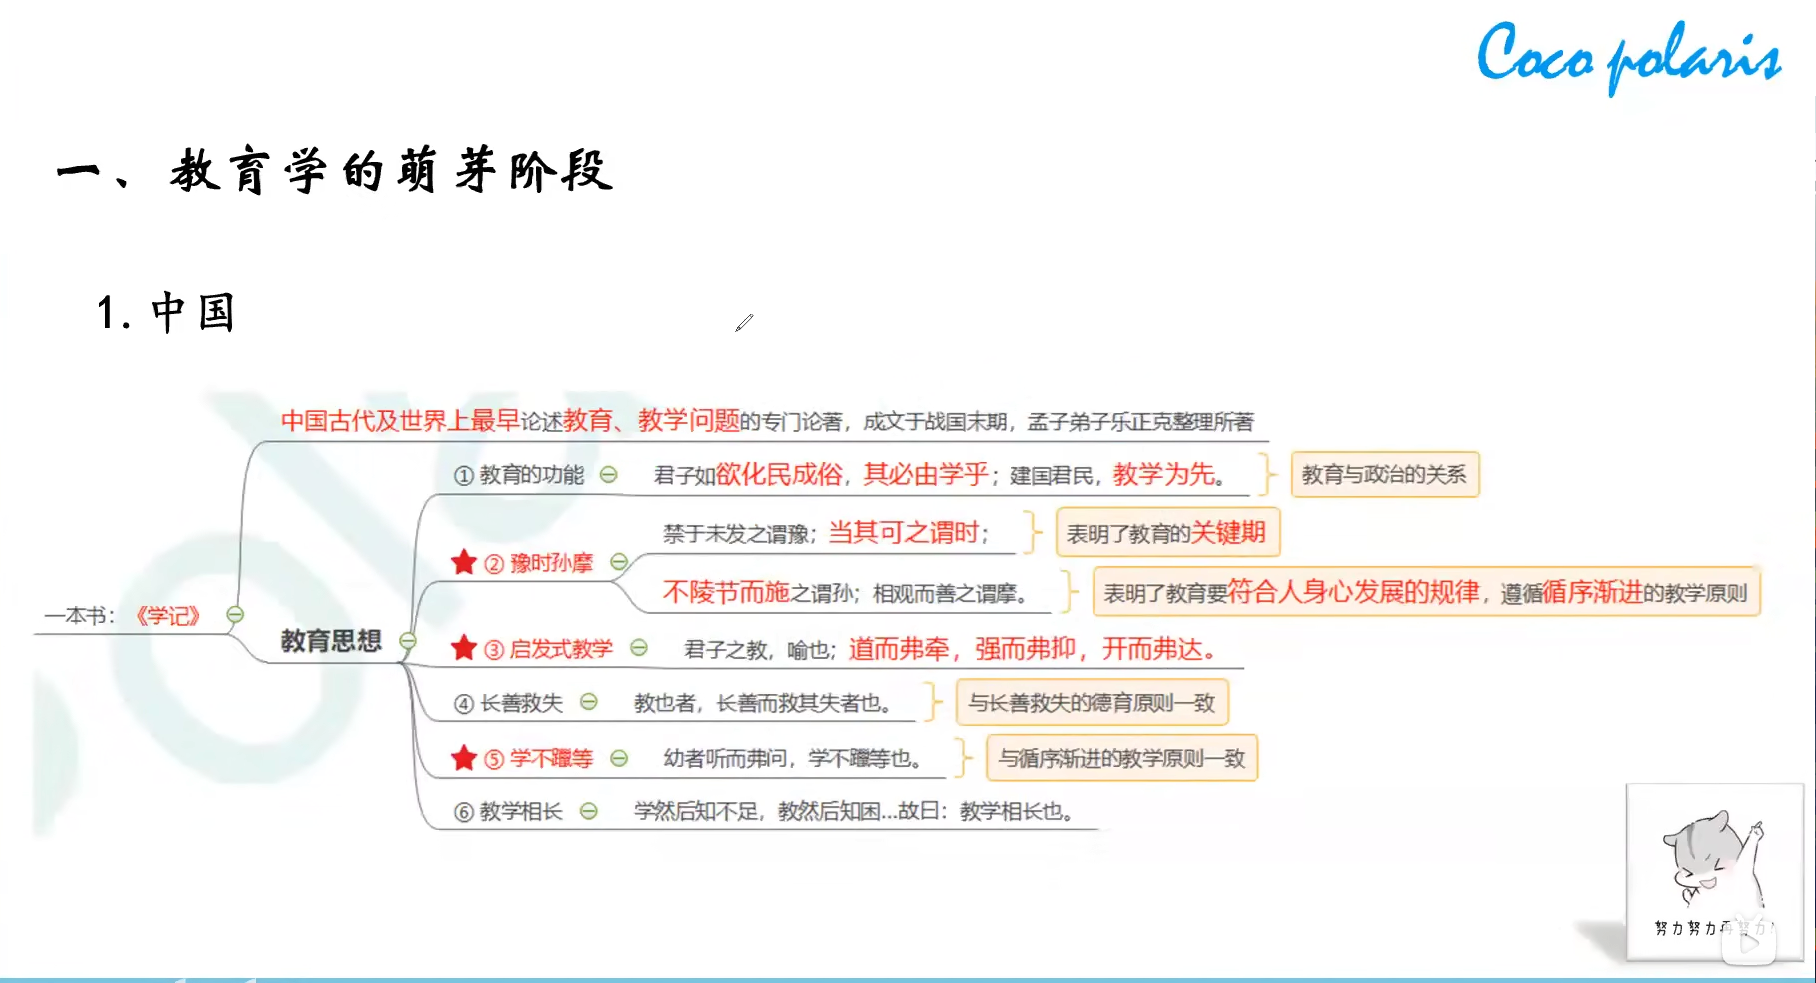 Coco polaris
一、教育学的萌芽阶段
1.中国
中国古代及世界上最早论述教育、教学问题的专门论著，成文于战国末期，孟子弟子乐正克整理所著
① 教育的功能 君子如欲化民成俗，其必由学乎；建国君民，教学为先。 教育与政治的关系
禁于未发之谓豫；当其可之谓时； 表明了教育的关键期
★ ② 豫时孙摩
不陵节而施之谓孙；相观而善之谓摩。 表明了教育要符合人身心发展的规律，遵循循序渐进的教学原则
一本书：《学记》
教育思想
★ ③ 启发式教学 君子之教，喻也；道而弗牵，强而弗抑，开而弗达。
④ 长善救失 教也者，长善而救其失者也。 与长善救失的德育原则一致
★ ⑤ 学不躐等 幼者听而弗问，学不躐等也。 与循序渐进的教学原则一致
⑥ 教学相长 学然后知不足，教然后知困...故曰：教学相长也。
努力努力再努力!